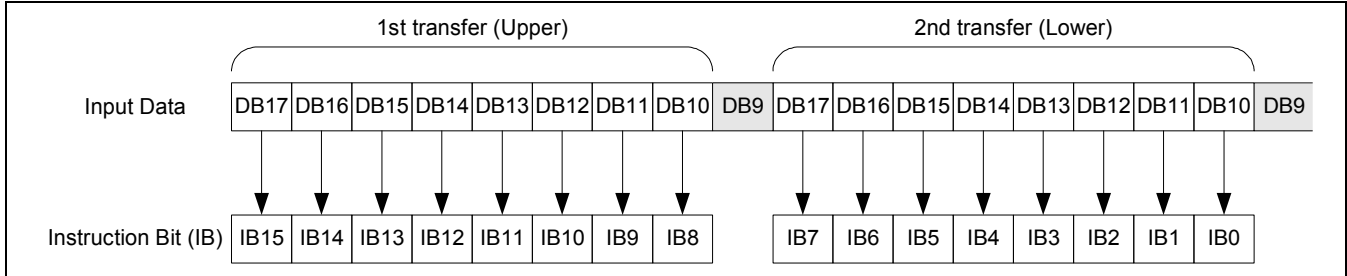 1st transfer (Upper) 2nd transfer (Lower)
Input Data DB17 DB16 DB15 DB14 DB13 DB12 DB11 DB10 DB9 DB17 DB16 DB15 DB14 DB13 DB12 DB11 DB10 DB9
Instruction Bit (IB) IB15 IB14 IB13 IB12 IB11 IB10 IB9 IB8 IB7 IB6 IB5 IB4 IB3 IB2 IB1 IB0